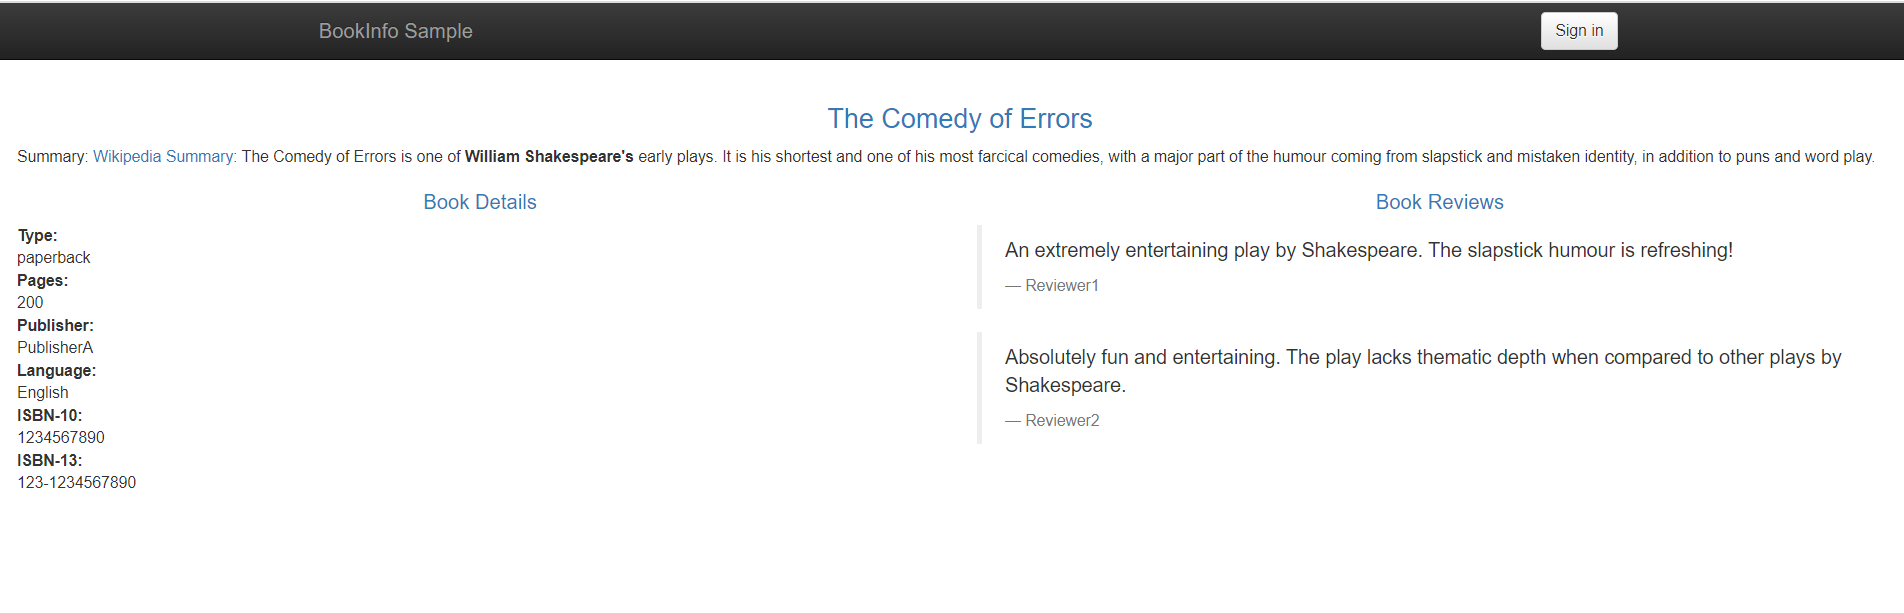 BookInfo Sample
Sign in
The Comedy of Errors
Summary: Wikipedia Summary: The Comedy of Errors is one of William Shakespeare's early plays. It is his shortest and one of his most farcical comedies, with a major part of the humour coming from slapstick and mistaken identity, in addition to puns and word play.
Book Details
Type:
paperback
Pages:
200
Publisher:
PublisherA
Language:
English
ISBN-10:
1234567890
ISBN-13:
123-1234567890
Book Reviews
An extremely entertaining play by Shakespeare. The slapstick humour is refreshing!
— Reviewer1
Absolutely fun and entertaining. The play lacks thematic depth when compared to other plays by
Shakespeare.
— Reviewer2